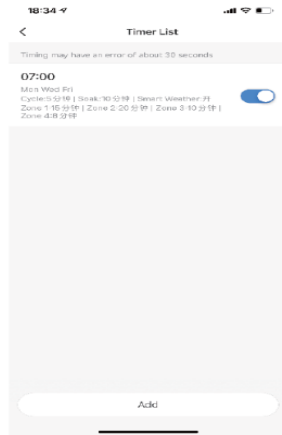 18:34
Timer List
Timing may have an error of about 30 seconds
07:00
Mon Wed Fri
Cycle:5分钟 | Soak:10分钟 | Smart Weather:开
Zone 1-15分钟 | Zone 2-20分钟 | Zone 3-10分钟 |
Zone 4-8分钟
Add